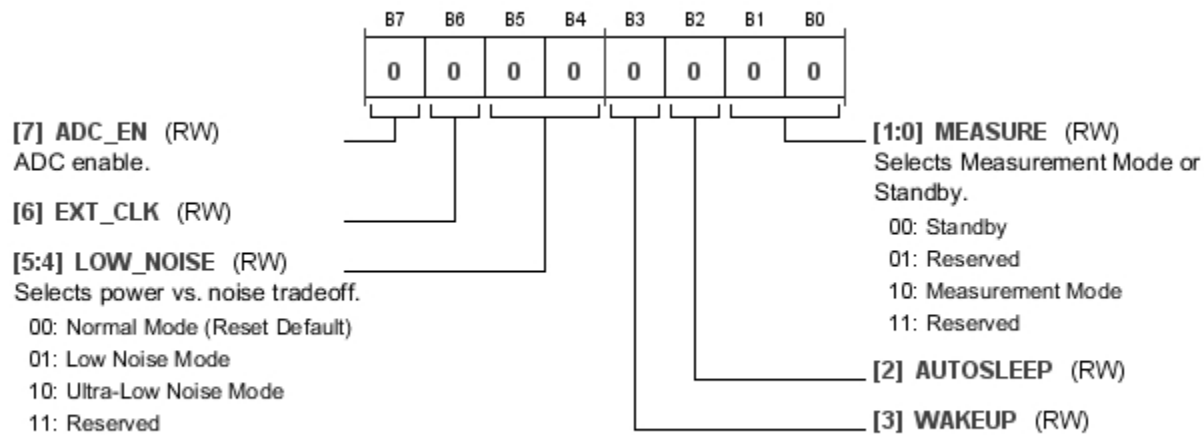 B7 B6 B5 B4 B3 B2 B1 B0
0 0 0 0 0 0 0 0
[7] ADC_EN (RW)
ADC enable.
[6] EXT_CLK (RW)
[5:4] LOW_NOISE (RW)
Selects power vs. noise tradeoff.
00: Normal Mode (Reset Default)
01: Low Noise Mode
10: Ultra-Low Noise Mode
11: Reserved
[1:0] MEASURE (RW)
Selects Measurement Mode or
Standby.
00: Standby
01: Reserved
10: Measurement Mode
11: Reserved
[2] AUTOSLEEP (RW)
[3] WAKEUP (RW)